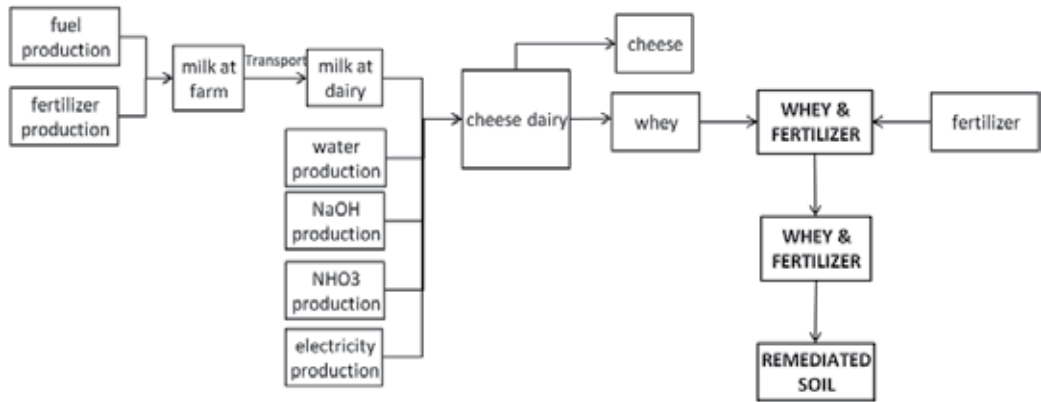 fuel
production
fertilizer
production
milk at
farm
Transport
milk at
dairy
water
production
NaOH
production
NHO3
production
electricity
production
cheese dairy
cheese
whey
WHEY &
FERTILIZER
fertilizer
WHEY &
FERTILIZER
REMEDIATED
SOIL